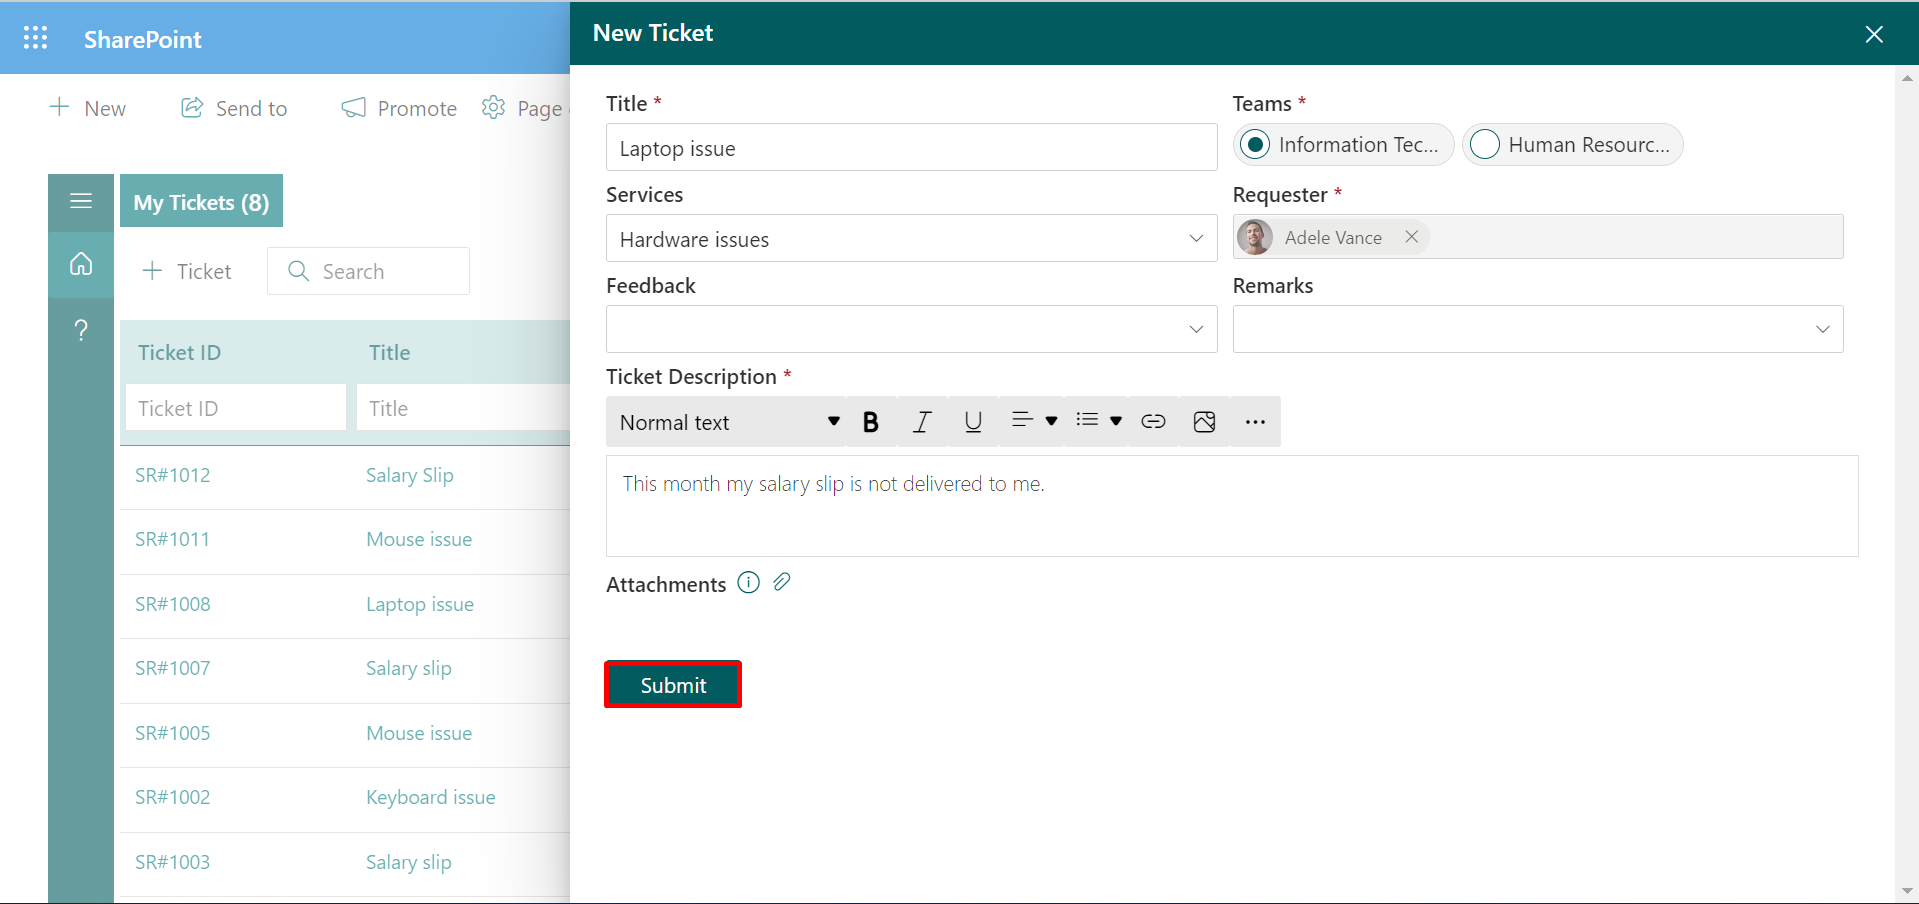 SharePoint
New
Send to
Promote
Page
My Tickets (8)
Ticket
Search
Ticket ID
Title
Ticket ID
Title
SR#1012
Salary Slip
SR#1011
Mouse issue
SR#1008
Laptop issue
SR#1007
Salary slip
SR#1005
Mouse issue
SR#1002
Keyboard issue
SR#1003
Salary slip
New Ticket
Title *
Teams *
Laptop issue
Information Tec...
Human Resourc...
Services
Requester *
Hardware issues
Adele Vance
Feedback
Remarks
Ticket Description *
Normal text
B I U
This month my salary slip is not delivered to me.
Attachments
Submit